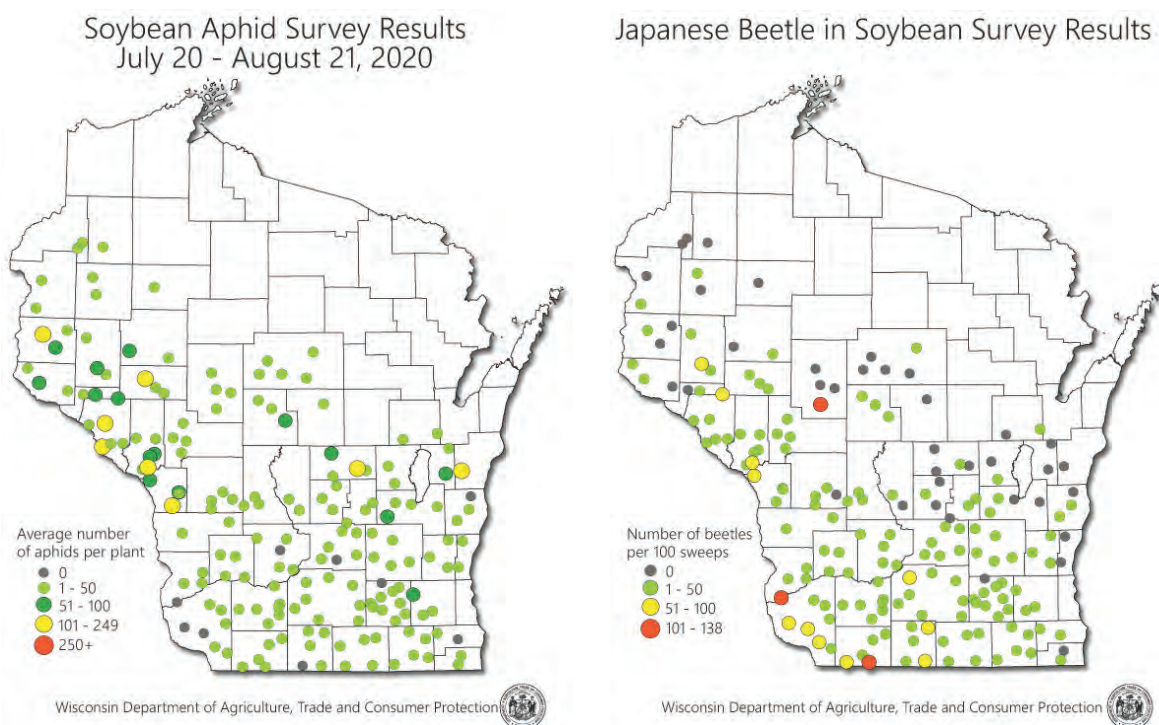 Soybean Aphid Survey Results
July 20 - August 21, 2020
Average number
of aphids per plant
0
1 - 50
51 - 100
101 - 249
250+
Wisconsin Department of Agriculture, Trade and Consumer Protection
Japanese Beetle in Soybean Survey Results
Number of beetles
per 100 sweeps
0
1 - 50
51 - 100
101 - 138
Wisconsin Department of Agriculture, Trade and Consumer Protection